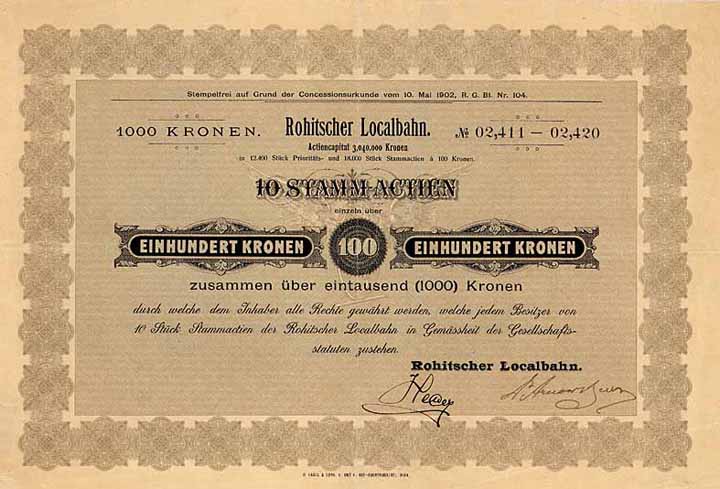 Stempelfrei auf Grund der Concessionsurkunde vom 10. Mai 1902, R. G. Bl. Nr. 104.
1000 KRONEN. Rohitscher Localbahn. № 02,411 — 02,420
Actiencapital 3,040.000 Kronen
in 12.400 Stück Prioritäts- und 18.000 Stück Stammactien à 100 Kronen.
10 STAMM-ACTIEN
einzeln über
EINHUNDERT KRONEN 100 EINHUNDERT KRONEN
zusammen über eintausend (1000) Kronen
durch welche dem Inhaber alle Rechte gewährt werden, welche jedem Besitzer von
10 Stück Stammactien der Rohitscher Localbahn in Gemässheit der Gesellschafts-
statuten zustehen.
Rohitscher Localbahn.